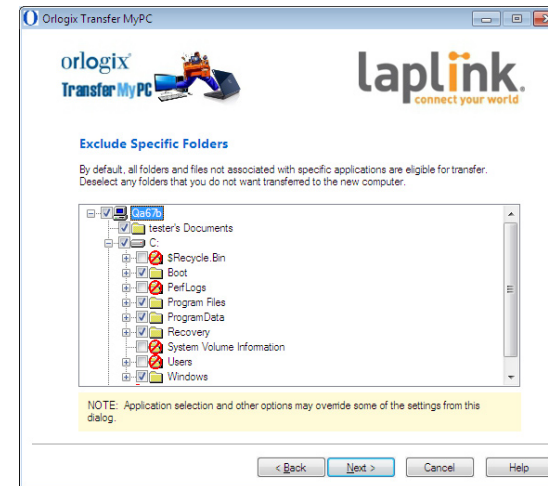 Orlogix Transfer MyPC
orlogix
Transfer MyPC
laplink.
connect your world
Exclude Specific Folders
By default, all folders and files not associated with specific applications are eligible for transfer.
Deselect any folders that you do not want transferred to the new computer.
Qa67b
tester's Documents
C:
$Recycle.Bin
Boot
PerfLogs
Program Files
ProgramData
Recovery
System Volume Information
Users
Windows
NOTE: Application selection and other options may override some of the settings from this
dialog.
< Back Next > Cancel Help